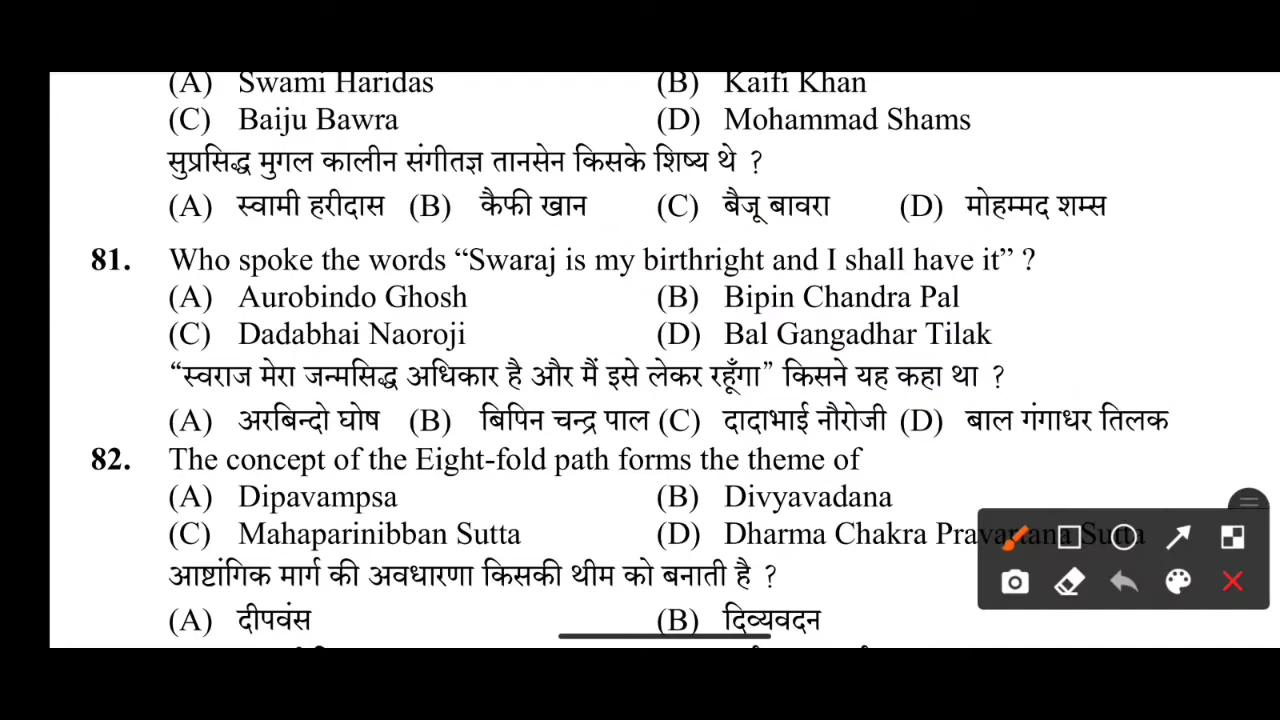 (A) Swami Haridas (B) Kaifi Khan
(C) Baiju Bawra (D) Mohammad Shams
सुप्रसिद्ध मुगल कालीन संगीतज्ञ तानसेन किसके शिष्य थे ?
(A) स्वामी हरीदास (B) कैफी खान (C) बैजू बावरा (D) मोहम्मद शम्स
81. Who spoke the words “Swaraj is my birthright and I shall have it” ?
(A) Aurobindo Ghosh (B) Bipin Chandra Pal
(C) Dadabhai Naoroji (D) Bal Gangadhar Tilak
“स्वराज मेरा जन्मसिद्ध अधिकार है और मैं इसे लेकर रहूँगा” किसने यह कहा था ?
(A) अरबिन्दो घोष (B) बिपिन चन्द्र पाल (C) दादाभाई नौरोजी (D) बाल गंगाधर तिलक
82. The concept of the Eight-fold path forms the theme of
(A) Dipavampsa (B) Divyavadana
(C) Mahaparinibban Sutta (D) Dharma Chakra Pravartana Sutta
आष्टांगिक मार्ग की अवधारणा किसकी थीम को बनाती है ?
(A) दीपवंस (B) दिव्यवदन